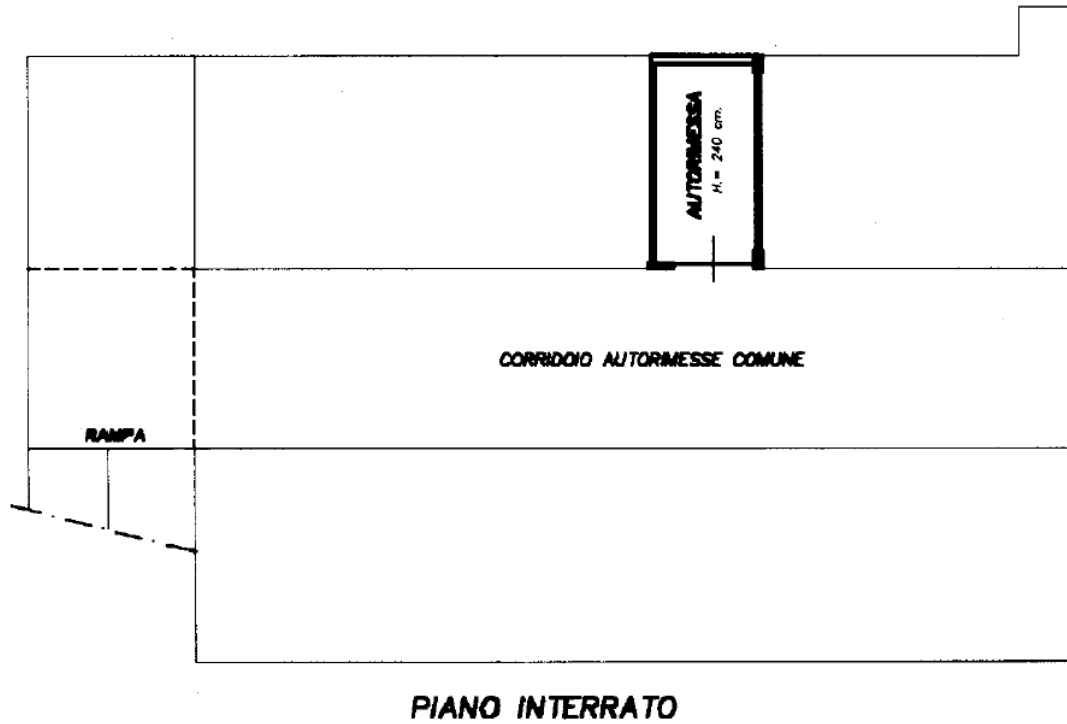 AUTORIMESSA
H.= 240 cm.
CORRIDOIO AUTORIMESSE COMUNE
RAMPA
PIANO INTERRATO